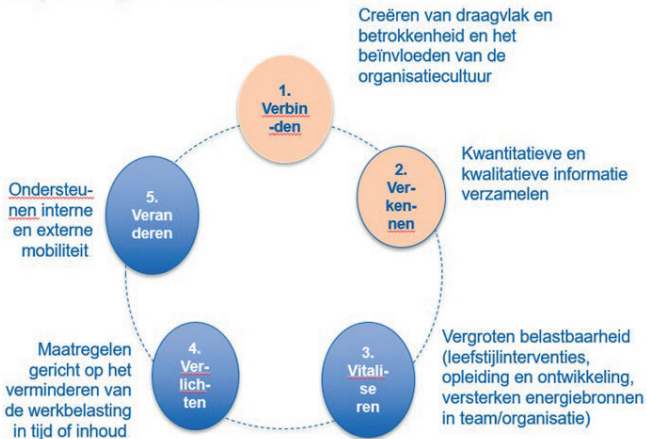 Creëren van draagvlak en
betrokkenheid en het
beïnvloeden van de
organisatiecultuur
1.
Verbin
-den
2.
Ver-
ken-
nen
Kwantitatieve en
kwalitatieve informatie
verzamelen
3.
Vitali-
se
ren
Vergroten belastbaarheid
(leefstijlinterventies,
opleiding en ontwikkeling,
versterken energiebronnen
in team/organisatie)
4.
Ver-
lich-
ten
Maatregelen
gericht op het
verminderen van
de werkbelasting
in tijd of inhoud
5.
Veran
deren
Ondersteu-
nen interne
en externe
mobiliteit